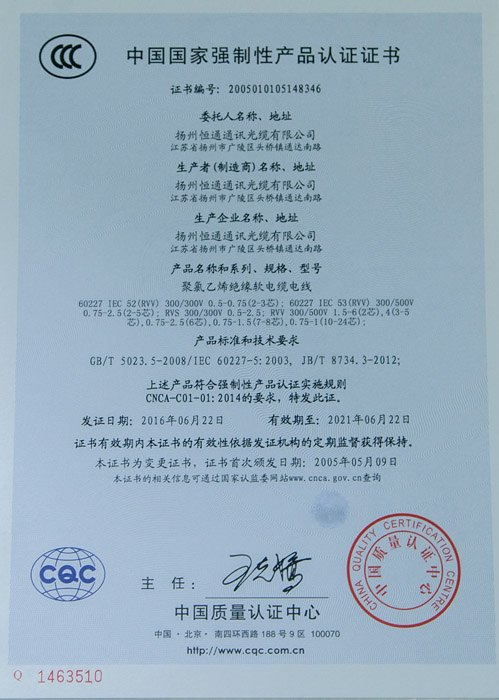 CCC
中国国家强制性产品认证证书
证书编号: 2005010105148346
委托人名称、地址
扬州恒通通讯光缆有限公司
江苏省扬州市广陵区头桥镇通达南路
生产者(制造商)名称、地址
扬州恒通通讯光缆有限公司
江苏省扬州市广陵区头桥镇通达南路
生产企业名称、地址
扬州恒通通讯光缆有限公司
江苏省扬州市广陵区头桥镇通达南路
产品名称和系列、规格、型号
聚氯乙烯绝缘软电缆电线
60227 IEC 52(RVV) 300/300V 0.5-0.75(2-3芯); 60227 IEC 53(RVV) 300/500V
0.75-2.5(2-5芯); RVS 300/300V 0.5-2.5; RVV 300/500V 1.5-6(2芯),4(3-5
芯),0.75-2.5(6芯),0.75-1.5(7-8芯),0.75-1(10-24芯);
产品标准和技术要求
GB/T 5023.5-2008/IEC 60227-5:2003, JB/T 8734.3-2012;
上述产品符合强制性产品认证实施规则
CNCA-C01-01:2014的要求，特发此证。
发证日期: 2016年06月22日 有效期至: 2021年06月22日
证书有效期内本证书的有效性依据发证机构的定期监督获得保持。
本证书为变更证书，证书首次颁发日期: 2005年05月09日
本证书的相关信息可通过国家认监委网站www.cnca.gov.cn查询
CHINA QUALITY CERTIFICATION CENTRE
中国质量认证中心
CQC
主 任:
中国质量认证中心
中国·北京·南四环西路188号9区 100070
http://www.cqc.com.cn
Q 1463510